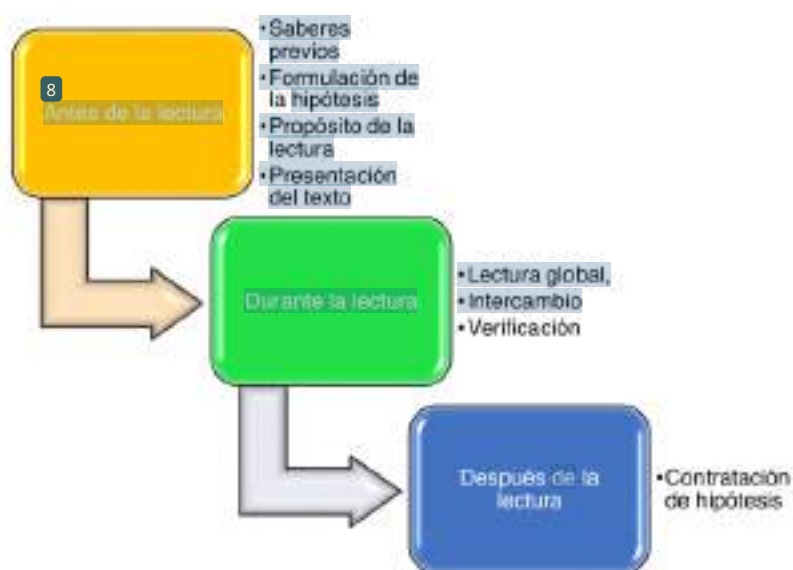 8
Antes de la lectura
•Saberes
previos
•Formulación de
la hipótesis
•Propósito de la
lectura
•Presentación
del texto
Durante la lectura
•Lectura global,
•Intercambio
•Verificación
Después de la
lectura
•Contratación
de hipótesis